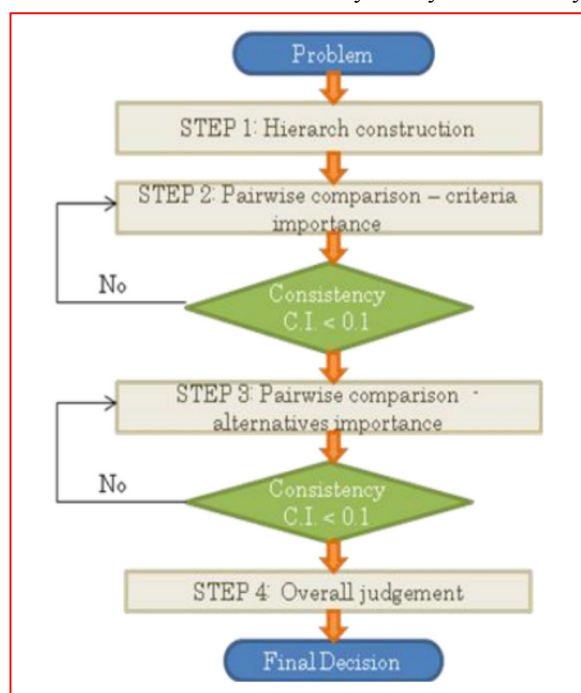 Problem
STEP 1: Hierarch construction
STEP 2: Pairwise comparison – criteria
importance
No
Consistency
C.I. < 0.1
STEP 3: Pairwise comparison -
alternatives importance
No
Consistency
C.I. < 0.1
STEP 4: Overall judgement
Final Decision